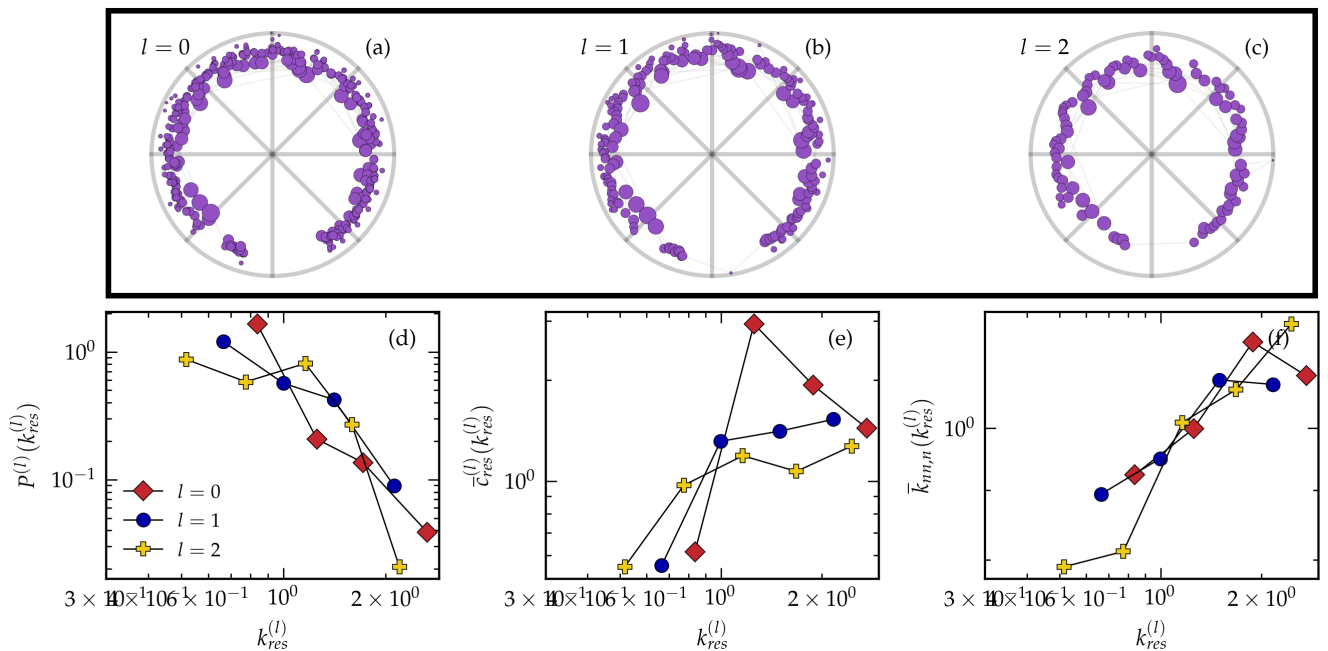 l = 0 (a) l = 1 (b) l = 2 (c)
(d) (e) (f)
10^0
10^{-1}
P^{(l)}(k_{res}^{(l)})
l = 0
l = 1
l = 2
10^0 2 × 10^0
k_{res}^{(l)}
10^0
\bar{c}_{res}^{(l)}(k_{res}^{(l)})
10^0 2 × 10^0
k_{res}^{(l)}
10^0
\bar{k}_{nn,n}(k_{res}^{(l)})
10^0 2 × 10^0
k_{res}^{(l)}